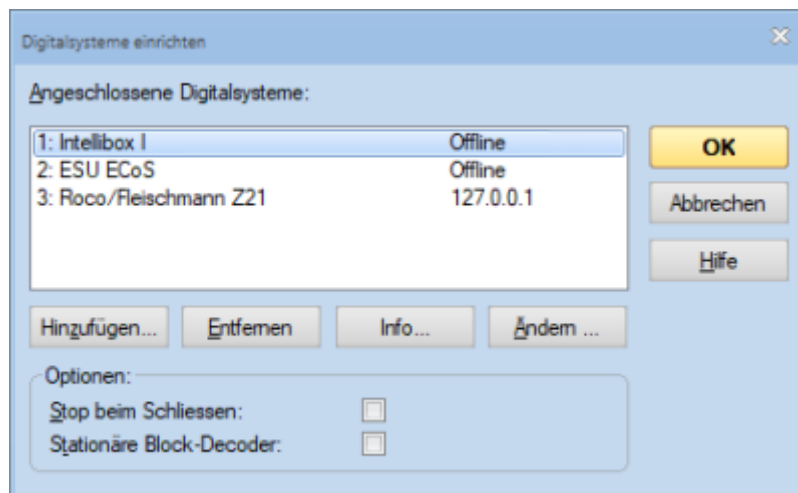 Digitalsysteme einrichten
Angeschlossene Digitalsysteme:
1: Intellibox I Offline
2: ESU ECoS Offline
3: Roco/Fleischmann Z21 127.0.0.1
OK
Abbrechen
Hilfe
Hinzufügen... Entfernen Info... Ändern ...
Optionen:
Stop beim Schliessen:
Stationäre Block-Decoder: